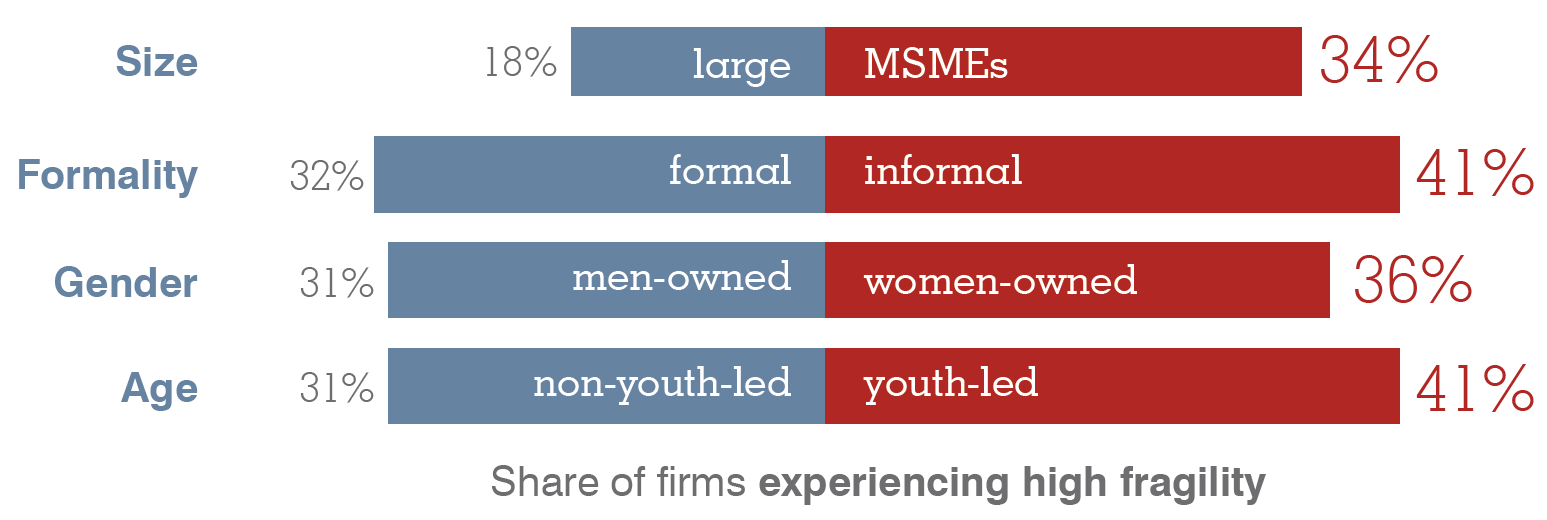 Size 18% large MSMEs 34%
Formality 32% formal informal 41%
Gender 31% men-owned women-owned 36%
Age 31% non-youth-led youth-led 41%
Share of firms experiencing high fragility